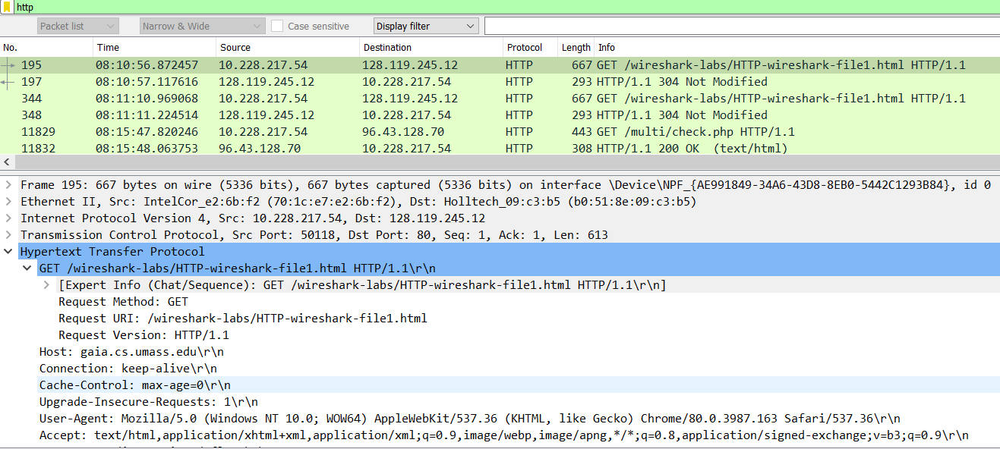 http
Packet list Narrow & Wide Case sensitive Display filter
No. Time Source Destination Protocol Length Info
195 08:10:56.872457 10.228.217.54 128.119.245.12 HTTP 667 GET /wireshark-labs/HTTP-wireshark-file1.html HTTP/1.1
197 08:10:57.117616 128.119.245.12 10.228.217.54 HTTP 293 HTTP/1.1 304 Not Modified
344 08:11:10.969068 10.228.217.54 128.119.245.12 HTTP 667 GET /wireshark-labs/HTTP-wireshark-file1.html HTTP/1.1
348 08:11:11.224514 128.119.245.12 10.228.217.54 HTTP 293 HTTP/1.1 304 Not Modified
11829 08:15:47.820246 10.228.217.54 96.43.128.70 HTTP 443 GET /multi/check.php HTTP/1.1
11832 08:15:48.063753 96.43.128.70 10.228.217.54 HTTP 308 HTTP/1.1 200 OK (text/html)
Frame 195: 667 bytes on wire (5336 bits), 667 bytes captured (5336 bits) on interface \Device\NPF_{AE991849-34A6-43D8-8EB0-5442C1293B84}, id 0
Ethernet II, Src: IntelCor_e2:6b:f2 (70:1c:e7:e2:6b:f2), Dst: Holltech_09:c3:b5 (b0:51:8e:09:c3:b5)
Internet Protocol Version 4, Src: 10.228.217.54, Dst: 128.119.245.12
Transmission Control Protocol, Src Port: 50118, Dst Port: 80, Seq: 1, Ack: 1, Len: 613
Hypertext Transfer Protocol
GET /wireshark-labs/HTTP-wireshark-file1.html HTTP/1.1\r\n
[Expert Info (Chat/Sequence): GET /wireshark-labs/HTTP-wireshark-file1.html HTTP/1.1\r\n]
Request Method: GET
Request URI: /wireshark-labs/HTTP-wireshark-file1.html
Request Version: HTTP/1.1
Host: gaia.cs.umass.edu\r\n
Connection: keep-alive\r\n
Cache-Control: max-age=0\r\n
Upgrade-Insecure-Requests: 1\r\n
User-Agent: Mozilla/5.0 (Windows NT 10.0; WOW64) AppleWebKit/537.36 (KHTML, like Gecko) Chrome/80.0.3987.163 Safari/537.36\r\n
Accept: text/html,application/xhtml+xml,application/xml;q=0.9,image/webp,image/apng,*/*;q=0.8,application/signed-exchange;v=b3;q=0.9\r\n